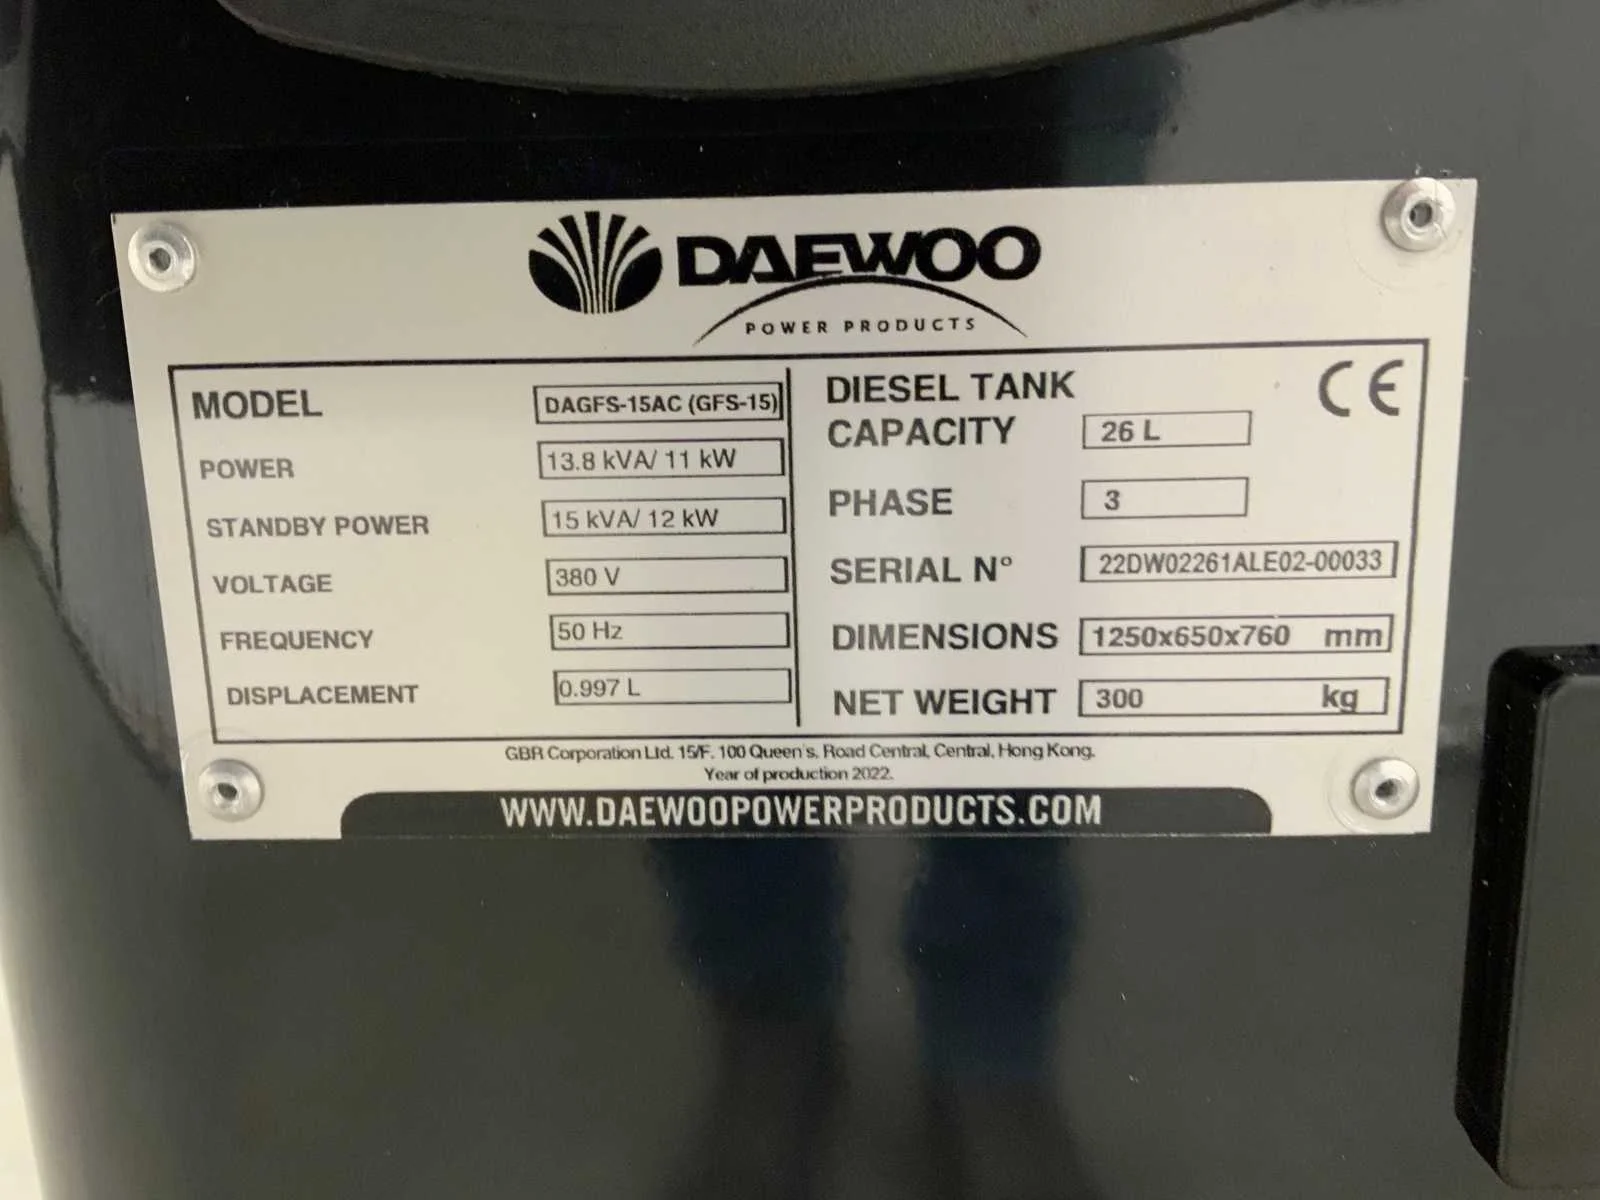 DAEWOO
POWER PRODUCTS
MODEL DAGFS-15AC (GFS-15)
POWER 13.8 kVA/ 11 kW
STANDBY POWER 15 kVA/ 12 kW
VOLTAGE 380 V
FREQUENCY 50 Hz
DISPLACEMENT 0.997 L
CE
DIESEL TANK
CAPACITY 26 L
PHASE 3
SERIAL N° 22DW02261ALE02-00033
DIMENSIONS 1250x650x760 mm
NET WEIGHT 300 kg
GBR Corporation Ltd. 15/F. 100 Queen's. Road Central, Central, Hong Kong.
Year of production 2022.
WWW.DAEWOOPOWERPRODUCTS.COM